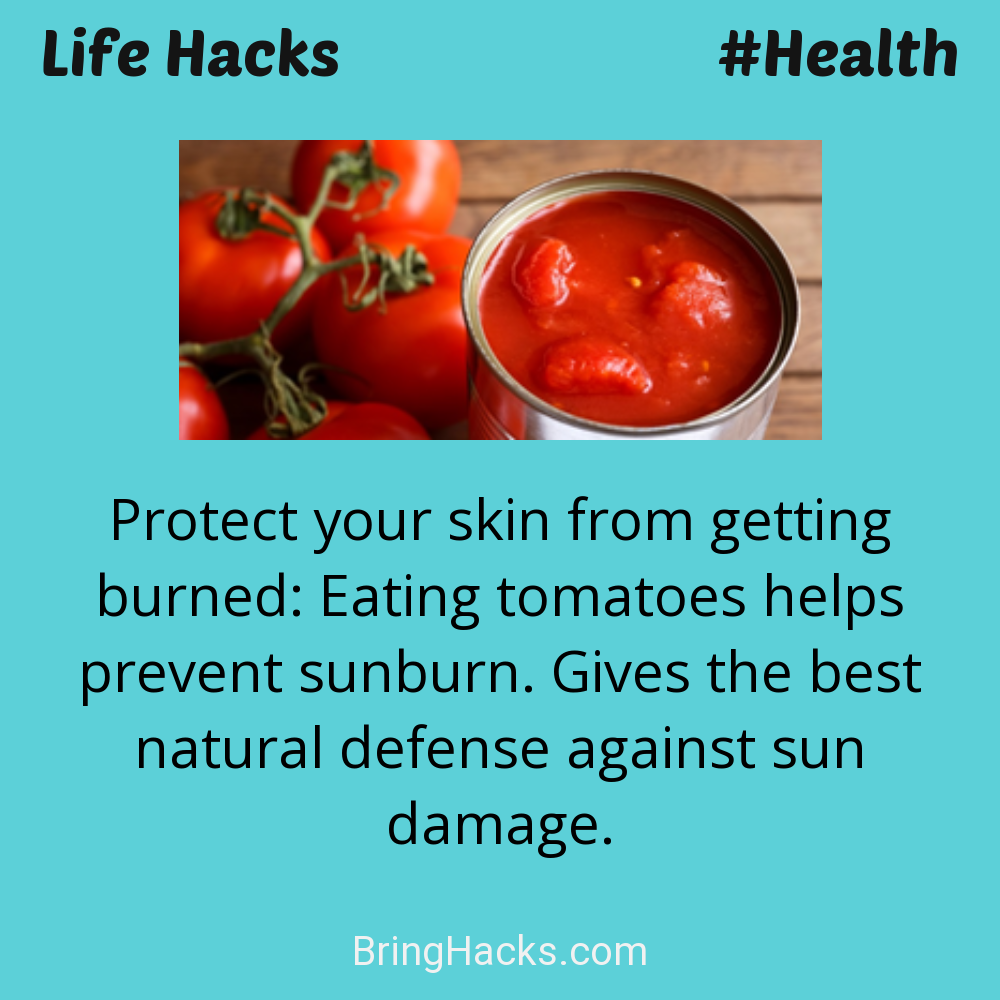 Life Hacks
#Health
Protect your skin from getting
burned: Eating tomatoes helps
prevent sunburn. Gives the best
natural defense against sun
damage.
BringHacks.com